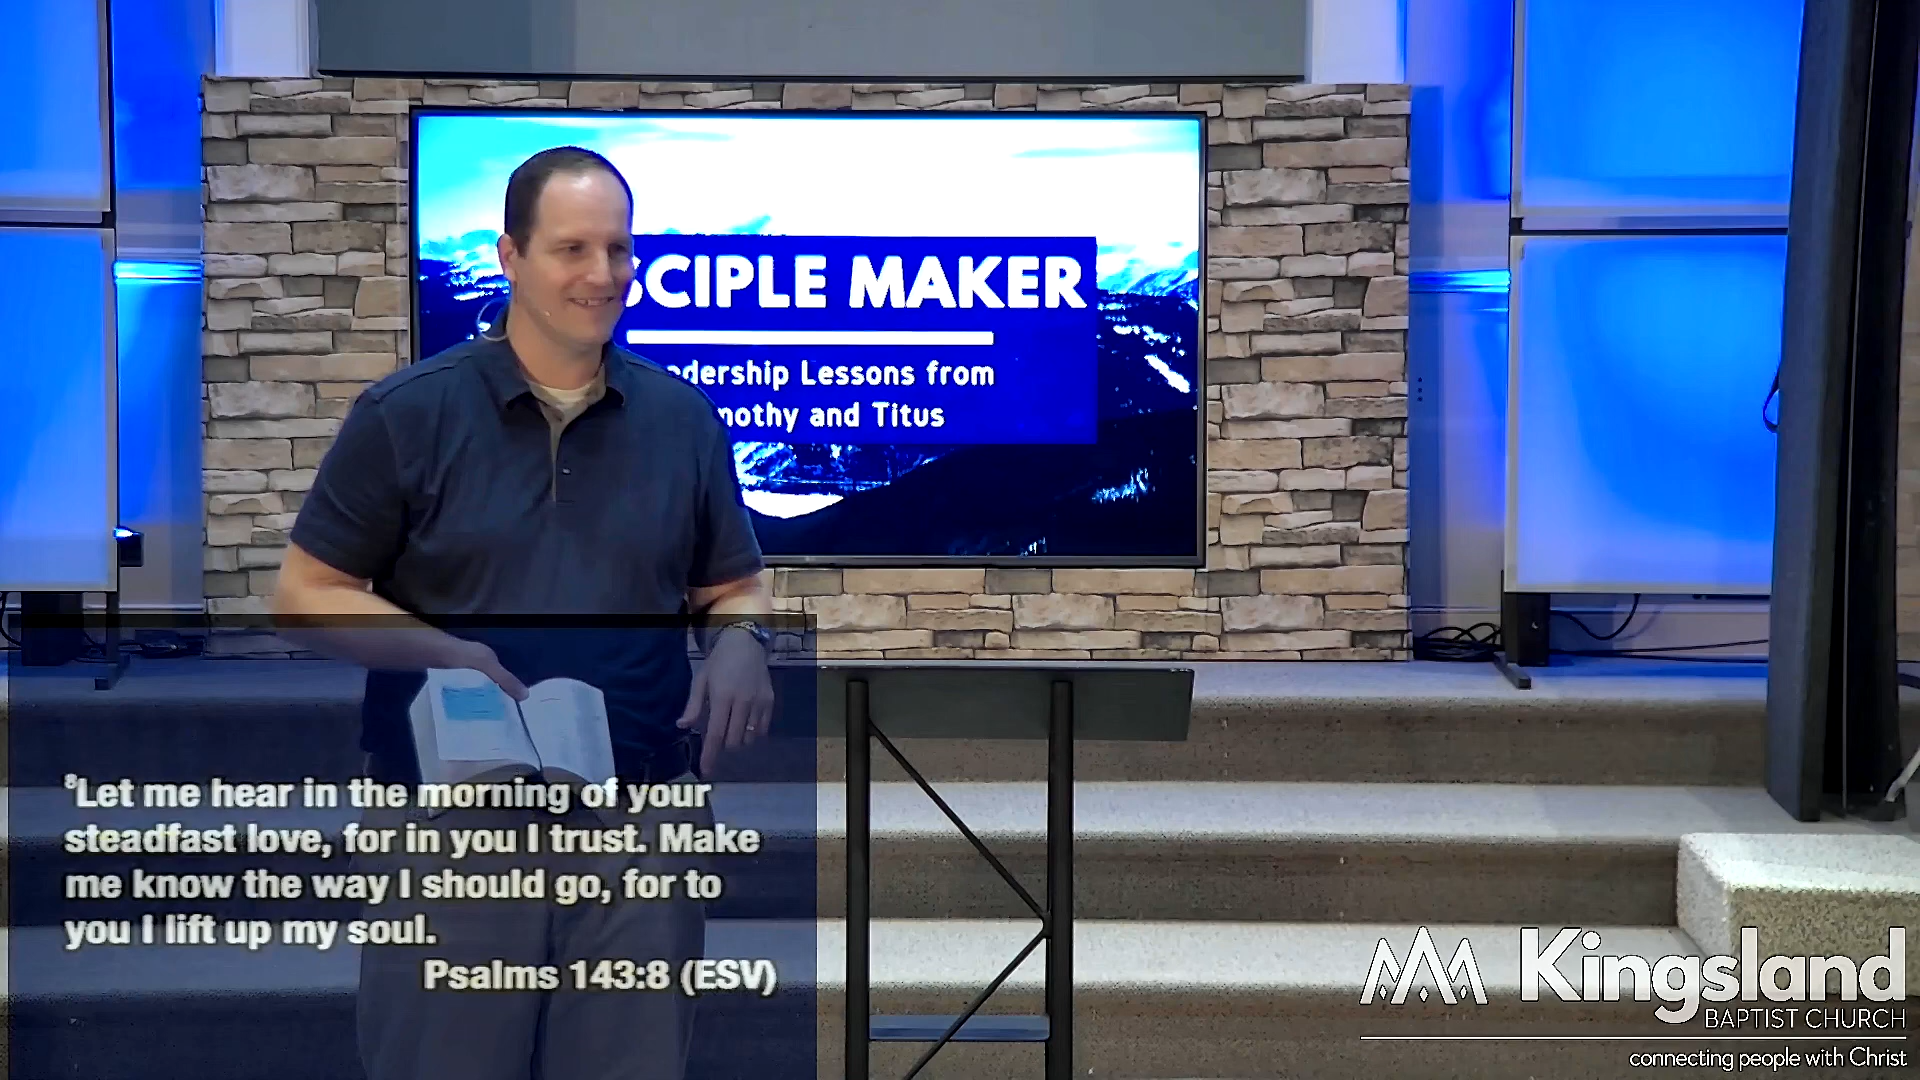 SCIPLE MAKER
adership Lessons from
mothy and Titus
⁸Let me hear in the morning of your
steadfast love, for in you I trust. Make
me know the way I should go, for to
you I lift up my soul.
Psalms 143:8 (ESV)
Kingsland
BAPTIST CHURCH
connecting people with Christ